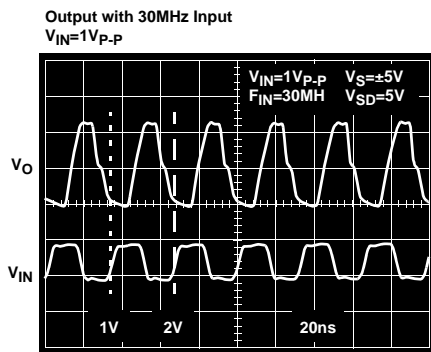 Output with 30MHz Input
VIN=1VP-P
VIN=1VP-P VS=±5V
FIN=30MH VSD=5V
VO
VIN
1V 2V 20ns